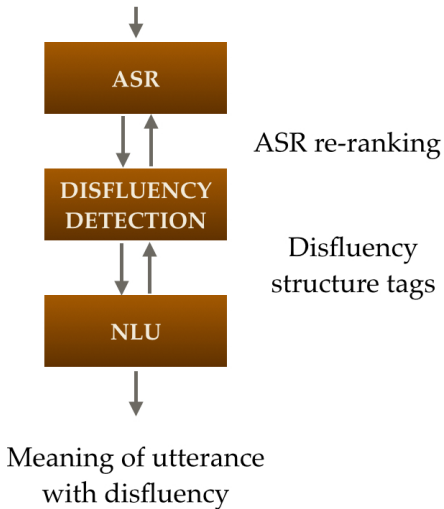 ASR
ASR re-ranking
DISFLUENCY
DETECTION
Disfluency
structure tags
NLU
Meaning of utterance
with disfluency